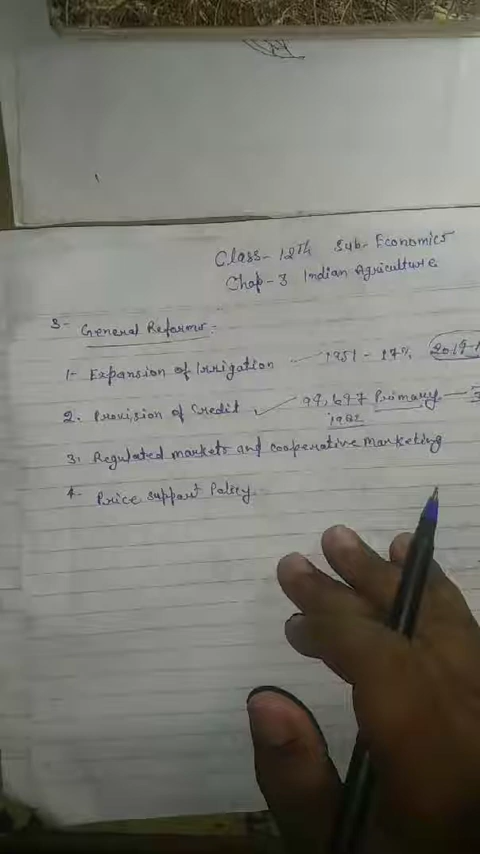 Class- 12th Sub- Economics
Chap-3 Indian Agriculture
3- General Reforms:-
1- Expansion of Irrigation 1951 - 17%
2. Provision of Credit Primary
1982
3. Regulated markets and cooperative marketing
4. Price support Policy